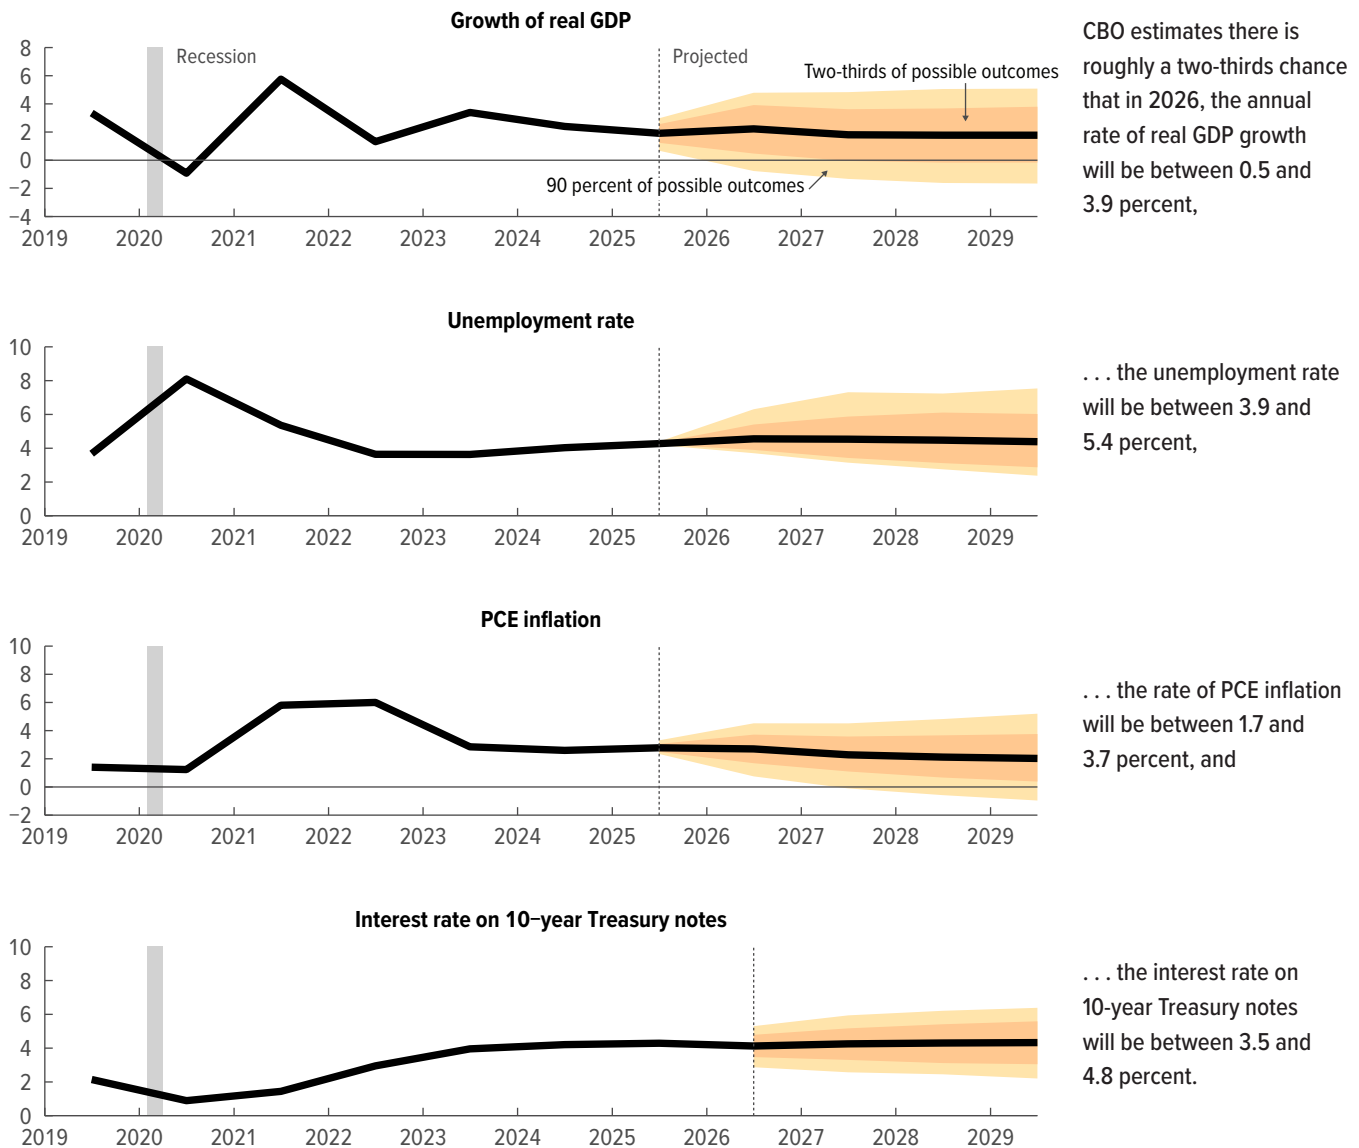 Growth of real GDP
8
6
4
2
0
−2
−4
Recession
Projected
Two-thirds of possible outcomes
90 percent of possible outcomes
2019 2020 2021 2022 2023 2024 2025 2026 2027 2028 2029
CBO estimates there is
roughly a two-thirds chance
that in 2026, the annual
rate of real GDP growth
will be between 0.5 and
3.9 percent,
Unemployment rate
10
8
6
4
2
0
2019 2020 2021 2022 2023 2024 2025 2026 2027 2028 2029
. . . the unemployment rate
will be between 3.9 and
5.4 percent,
PCE inflation
10
8
6
4
2
0
−2
2019 2020 2021 2022 2023 2024 2025 2026 2027 2028 2029
. . . the rate of PCE inflation
will be between 1.7 and
3.7 percent, and
Interest rate on 10−year Treasury notes
10
8
6
4
2
0
2019 2020 2021 2022 2023 2024 2025 2026 2027 2028 2029
. . . the interest rate on
10-year Treasury notes
will be between 3.5 and
4.8 percent.